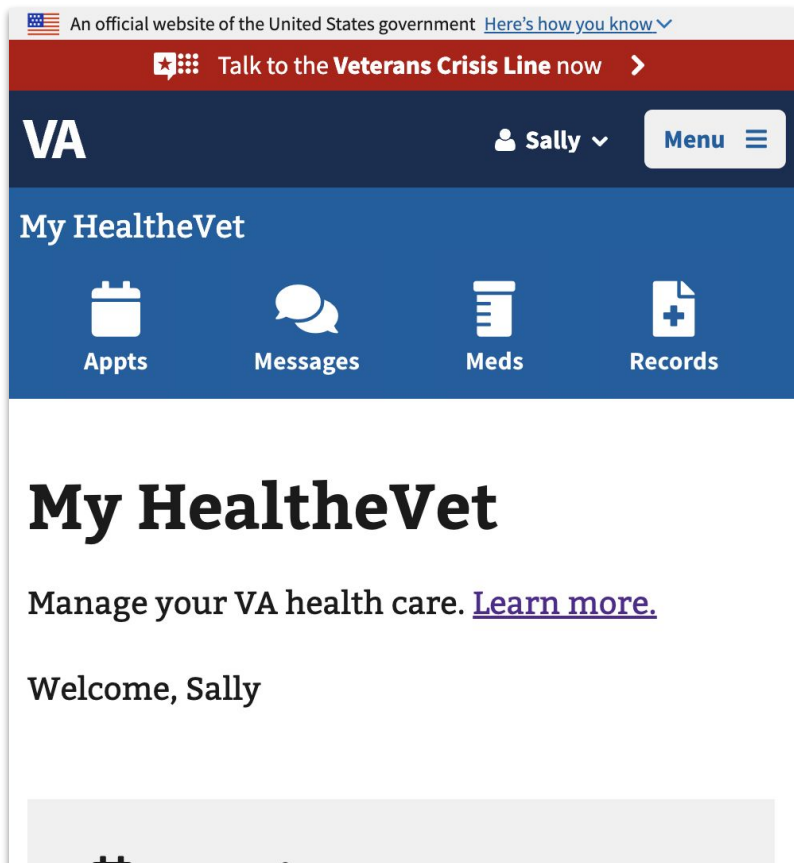 An official website of the United States government Here’s how you know
Talk to the Veterans Crisis Line now
VA Sally Menu
My HealtheVet
Appts Messages Meds Records
My HealtheVet
Manage your VA health care. Learn more.
Welcome, Sally